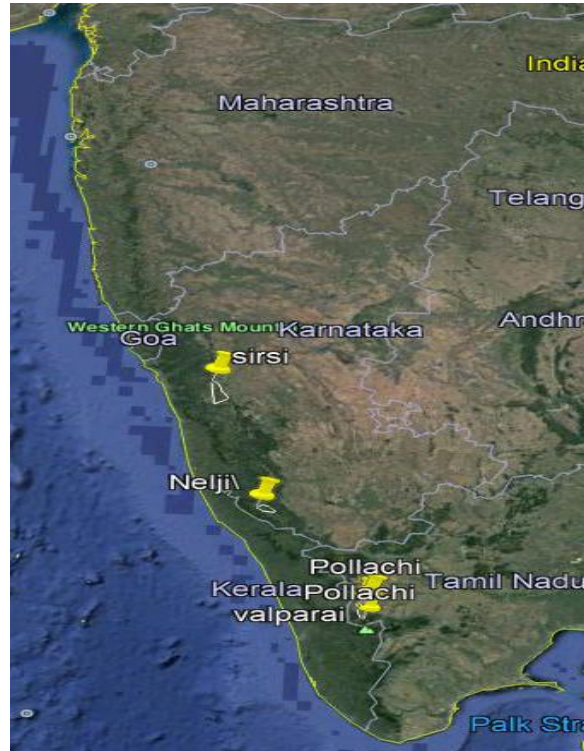 India
Maharashtra
Telang
Western Ghats Mount
Karnataka
Goa
Andhr
sirsi
Nelji\
Pollachi
Kerala
Pollachi
Tamil Nadu
valparai
Palk Stra